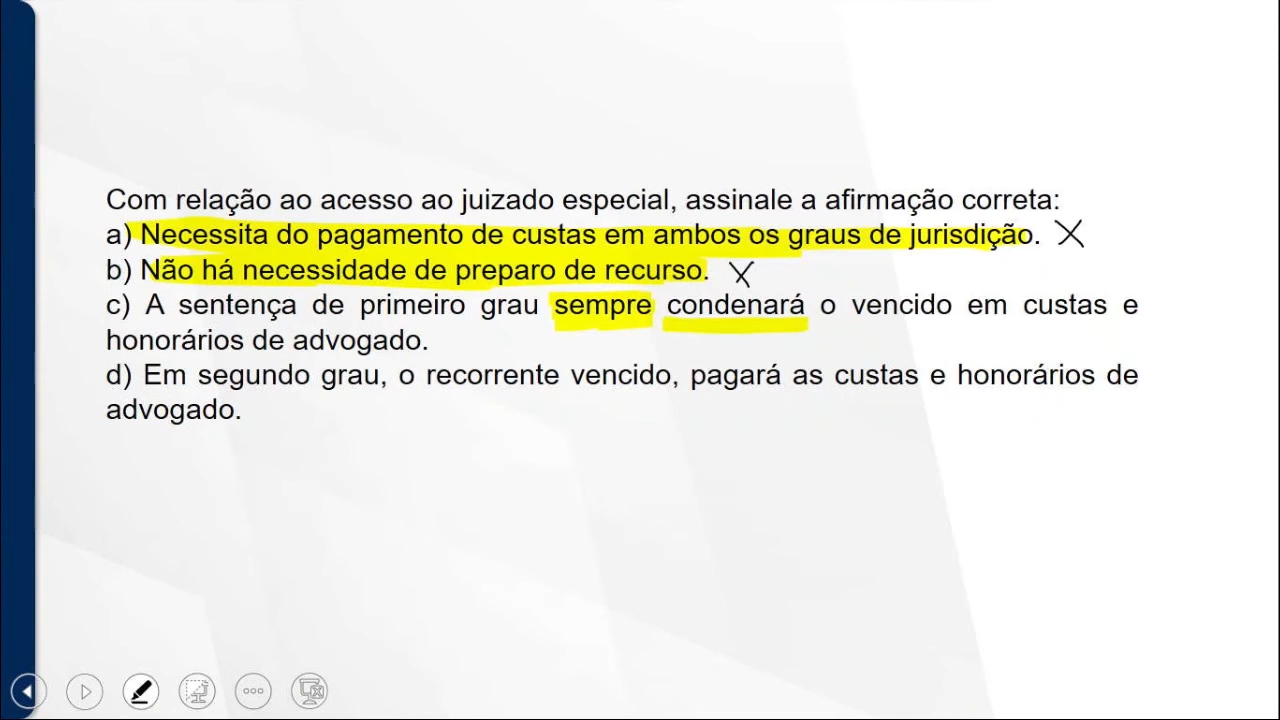 Com relação ao acesso ao juizado especial, assinale a afirmação correta:
a) Necessita do pagamento de custas em ambos os graus de jurisdição. X
b) Não há necessidade de preparo de recurso. X
c) A sentença de primeiro grau sempre condenará o vencido em custas e
honorários de advogado.
d) Em segundo grau, o recorrente vencido, pagará as custas e honorários de
advogado.